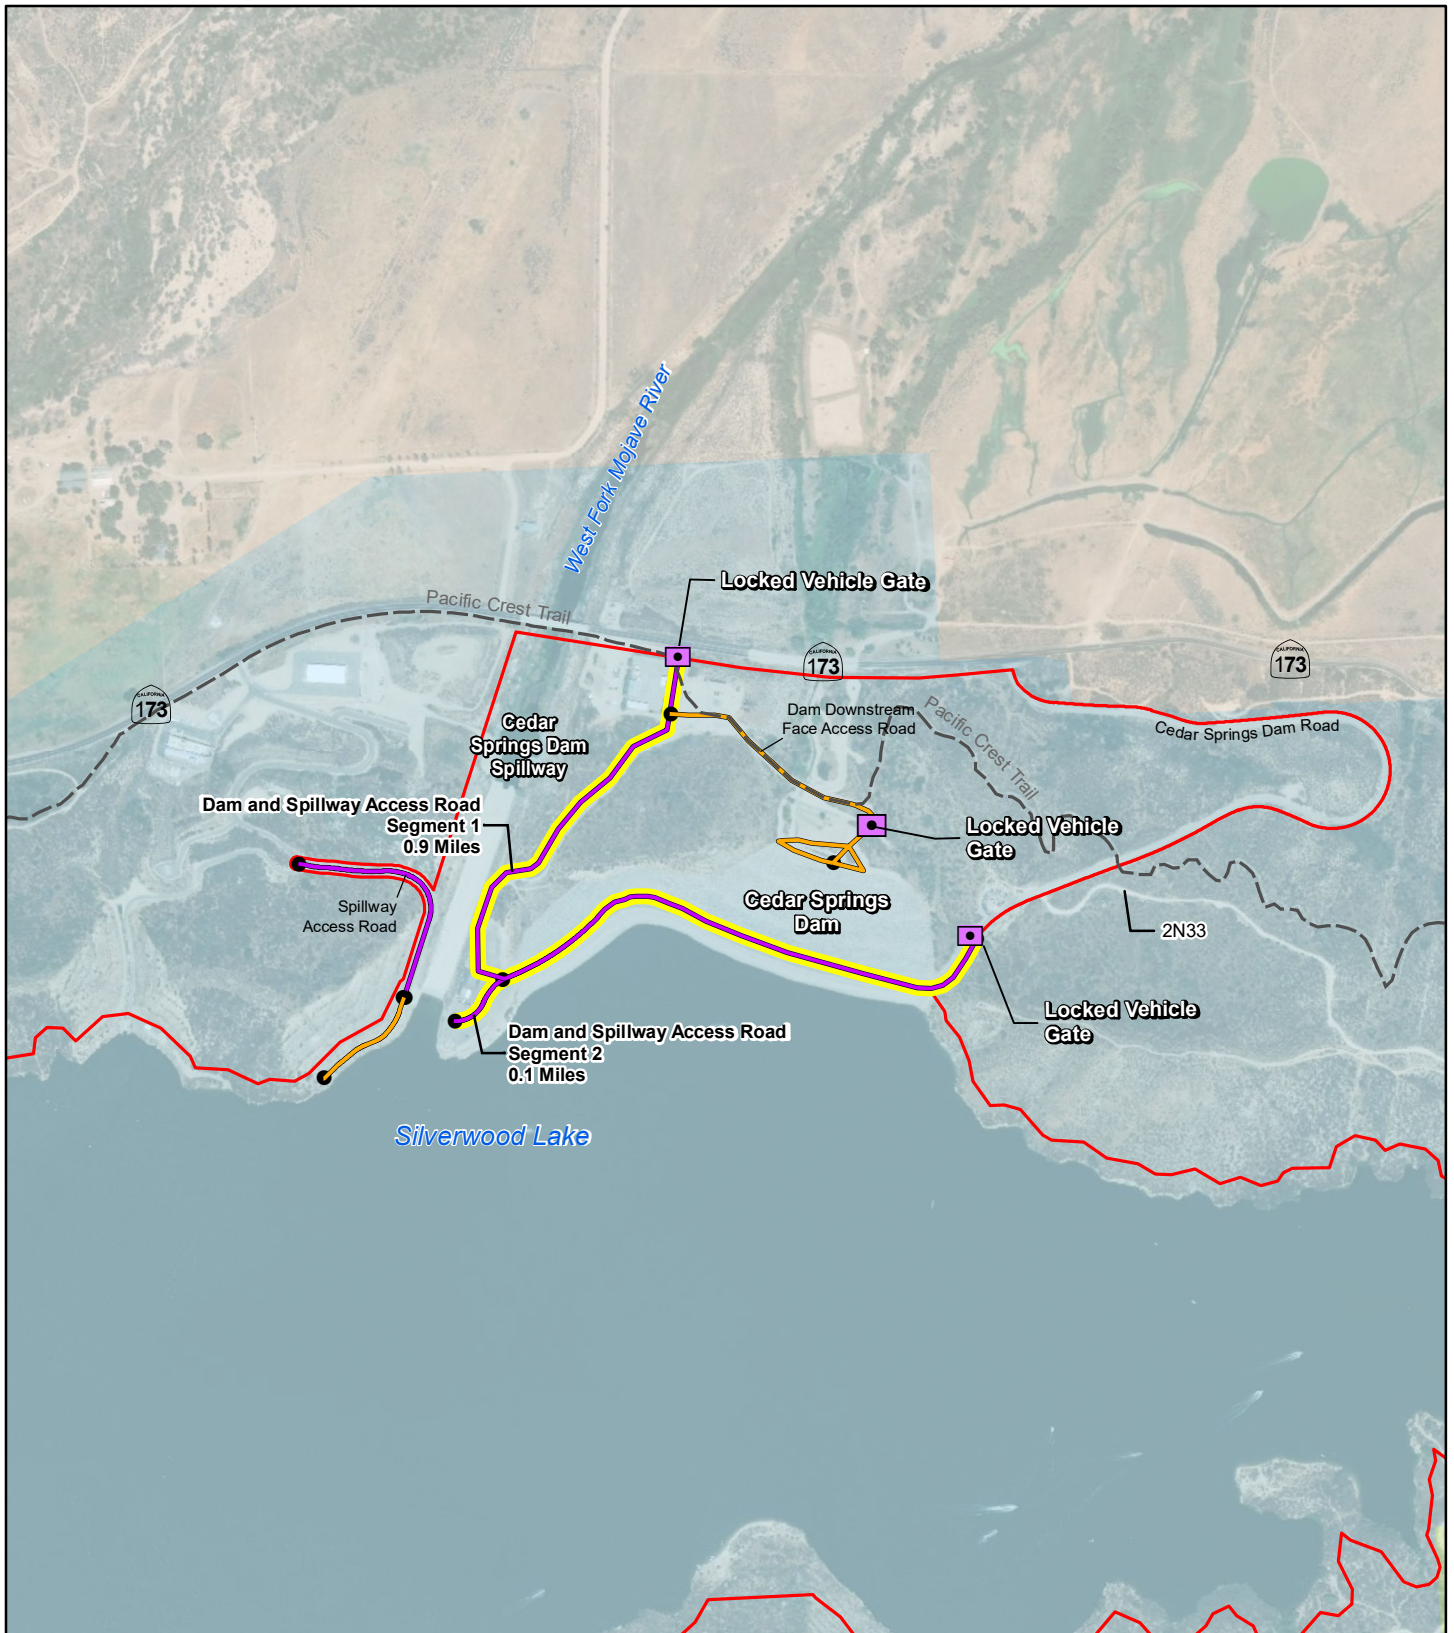 West Fork Mojave River
Locked Vehicle Gate
Pacific Crest Trail
CALIFORNIA
173
CALIFORNIA
173
CALIFORNIA
173
Dam Downstream
Face Access Road
Pacific Crest Trail
Cedar Springs Dam Road
Cedar
Springs Dam
Spillway
Dam and Spillway Access Road
Segment 1
0.9 Miles
Locked Vehicle
Gate
Spillway
Access Road
Cedar Springs
Dam
2N33
Locked Vehicle
Gate
Dam and Spillway Access Road
Segment 2
0.1 Miles
Silverwood Lake